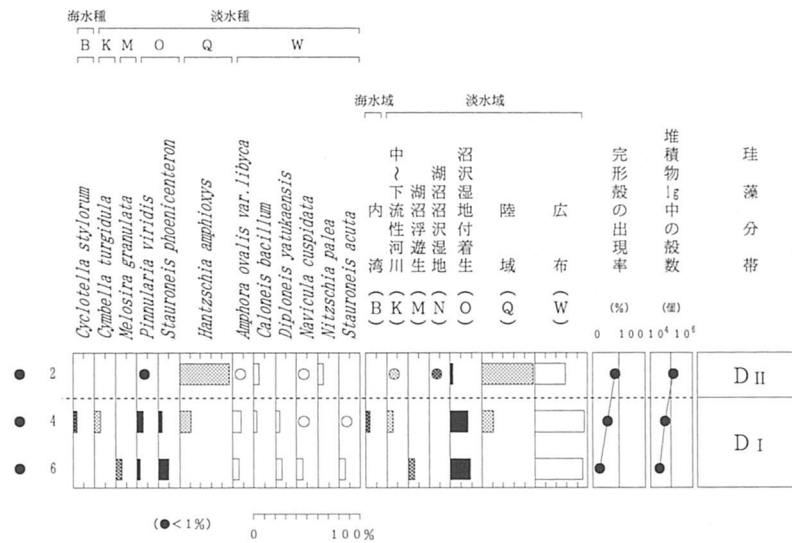 海水種 淡水種
B K M O Q W
Cyclotella stylorum
Cymbella turgidula
Melosira granulata
Pinnularia viridis
Stauroneis phoenicenteron
Hantzschia amphioxys
Amphora ovalis var.libyca
Caloneis bacillum
Diploneis yatukaensis
Navicula cuspidata
Nitzschia palea
Stauroneis acuta
海水域 淡水域
内湾(B)
中～下流性河川(K)
湖沼浮遊生(M)
湖沼沼沢湿地(N)
沼沢湿地付着生(O)
陸域(Q)
広布(W)
完形殻の出現率
(%)
堆積物1g中の殻数
(個)
珪藻分帯
0 100 10⁴ 10⁶
2 DⅡ
4
DⅠ
6
(●<1%) 0 100%